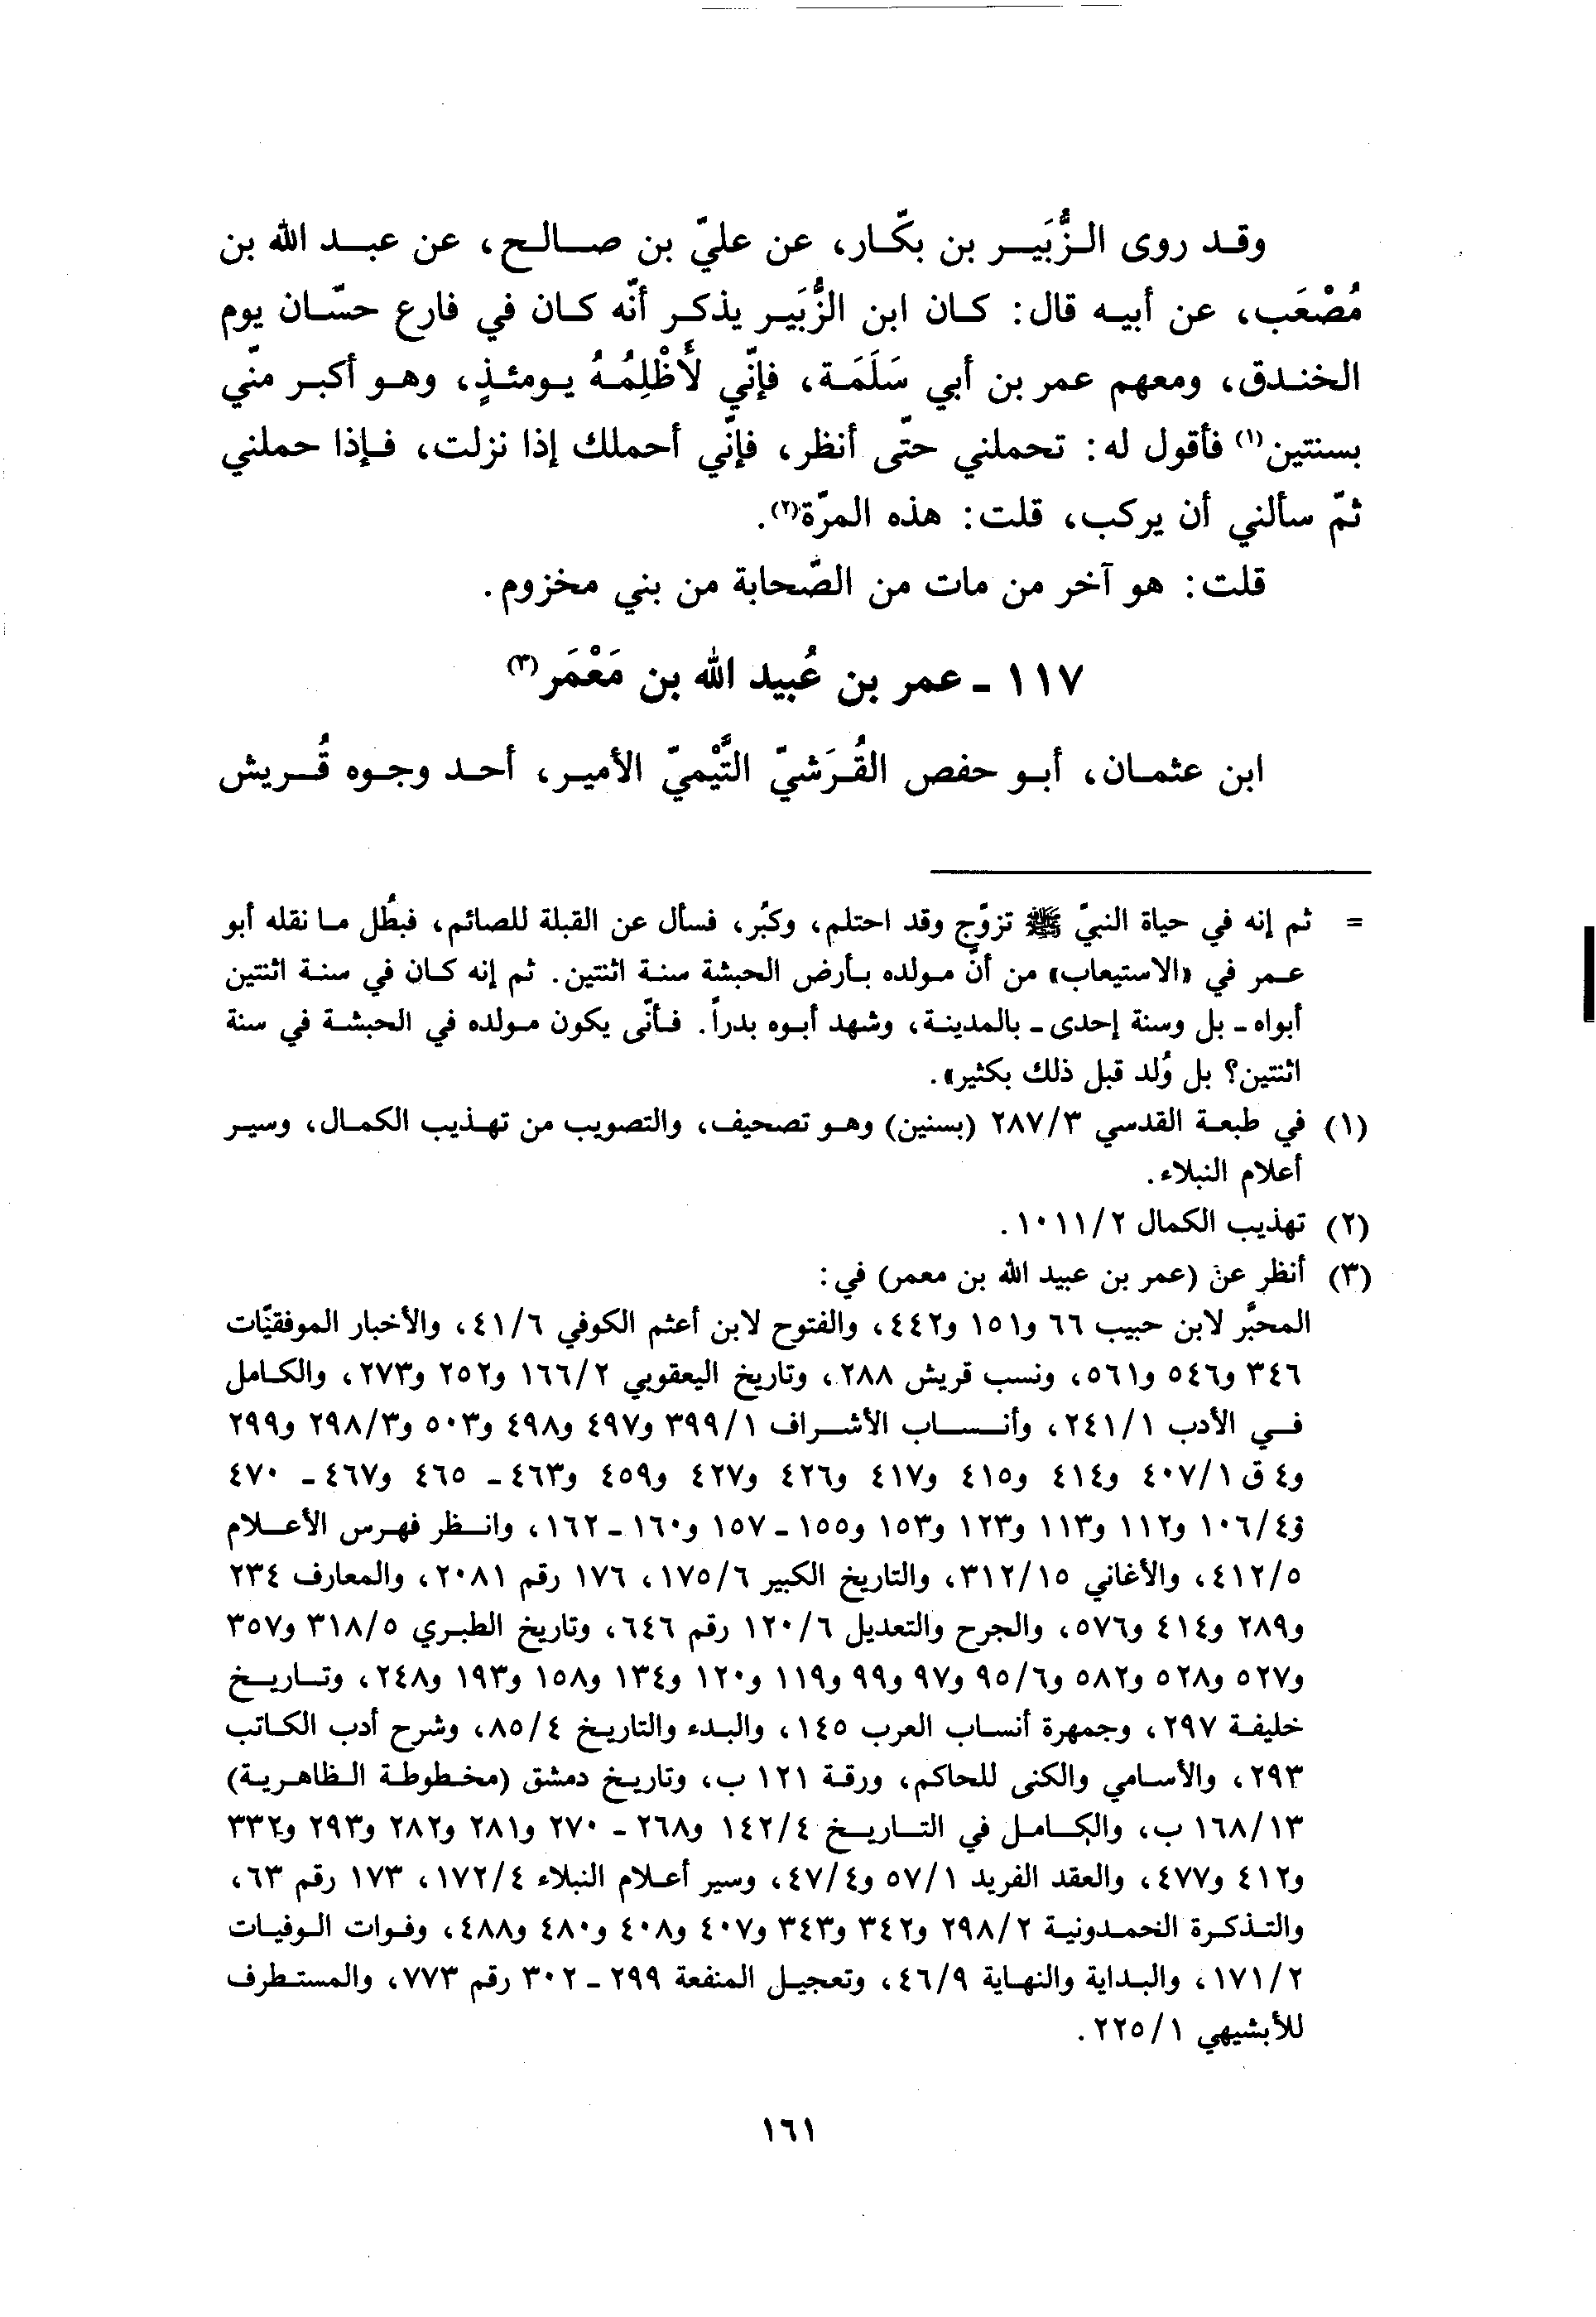 وقد روى الزُّبَير بن بكّار، عن عليّ بن صالح، عن عبد الله بن
مُصْعَب، عن أبيه قال: كان ابن الزُّبَير يذكر أنّه كان في فارع حسّان يوم
الخندق، ومعهم عمر بن أبي سَلَمَة، فإنّي لَأَظْلِمُهُ يومئذٍ، وهو أكبر منّي
بسنتين(١) فأقول له: تحملني حتّى أنظر، فإنّي أحملك إذا نزلت، فإذا حملني
ثمّ سألني أن يركب، قلت: هذه المرّة(٢).
قلت: هو آخر من مات من الصّحابة من بني مخزوم.
١١٧ ـ عمر بن عُبيد الله بن مَعْمَر(٣)
ابن عثمان، أبو حفص القُرَشيّ التَّيْميّ الأمير، أحد وجوه قُريش
= ثم إنه في حياة النبيّ ﷺ تزوّج وقد احتلم، وكبُر، فسأل عن القبلة للصائم، فبطُل ما نقله أبو
عمر في «الاستيعاب» من أنّ مولده بأرض الحبشة سنة اثنتين. ثم إنه كان في سنة اثنتين
أبواه ـ بل وسنة إحدى ـ بالمدينة، وشهد أبوه بدراً. فأنّى يكون مولده في الحبشة في سنة
اثنتين؟ بل وُلد قبل ذلك بكثير».
(١) في طبعة القدسي ٢٨٧/٣ (بسنين) وهو تصحيف، والتصويب من تهذيب الكمال، وسير
أعلام النبلاء.
(٢) تهذيب الكمال ١٠١١/٢.
(٣) أنظر عن (عمر بن عبيد الله بن معمر) في:
المحبَّر لابن حبيب ٦٦ و١٥١ و٤٤٢، والفتوح لابن أعثم الكوفي ٤١/٦، والأخبار الموفقيّات
٣٤٦ و٥٤٦ و٥٦١، ونسب قريش ٢٨٨، وتاريخ اليعقوبي ١٦٦/٢ و٢٥٢ و٢٧٣، والكامل
في الأدب ٢٤١/١، وأنساب الأشراف ٣٩٩/١ و٤٩٧ و٤٩٨ و٥٠٣ و٢٩٨/٣ و٢٩٩
و٤ ق ٤٠٧/١ و٤١٤ و٤١٥ و٤١٧ و٤٢٦ و٤٢٧ و٤٥٩ و٤٦٣ ـ ٤٦٥ و٤٦٧ ـ ٤٧٠
و١٠٦/٤ و١١٢ و١١٣ و١٢٣ و١٥٣ و١٥٥ ـ ١٥٧ و١٦٠ ـ ١٦٢، وانظر فهرس الأعلام
٤١٢/٥، والأغاني ٣١٢/١٥، والتاريخ الكبير ١٧٥/٦، ١٧٦ رقم ٢٠٨١، والمعارف ٢٣٤
و٢٨٩ و٤١٤ و٥٧٦، والجرح والتعديل ١٢٠/٦ رقم ٦٤٦، وتاريخ الطبري ٣١٨/٥ و٣٥٧
و٥٢٧ و٥٢٨ و٥٨٢ و٩٥/٦ و٩٧ و٩٩ و١١٩ و١٢٠ و١٣٤ و١٥٨ و١٩٣ و٢٤٨، وتاريخ
خليفة ٢٩٧، وجمهرة أنساب العرب ١٤٥، والبدء والتاريخ ٨٥/٤، وشرح أدب الكاتب
٢٩٣، والأسامي والكنى للحاكم، ورقة ١٢١ ب، وتاريخ دمشق (مخطوطة الظاهرية)
١٦٨/١٣ ب، والكامل في التاريخ ١٤٢/٤ و٢٦٨ ـ ٢٧٠ و٢٨١ و٢٨٢ و٢٩٣ و٣٣٢
و٤١٢ و٤٧٧، والعقد الفريد ٥٧/١ و٤٧/٤، وسير أعلام النبلاء ١٧٢/٤، ١٧٣ رقم ٦٣،
والتذكرة الحمدونية ٢٩٨/٢ و٣٤٢ و٣٤٣ و٤٠٧ و٤٠٨ و٤٨٠ و٤٨٨، وفوات الوفيات
١٧١/٢، والبداية والنهاية ٤٦/٩، وتعجيل المنفعة ٢٩٩ ـ ٣٠٢ رقم ٧٧٣، والمستطرف
للأبشيهي ٢٢٥/١.
١٦١